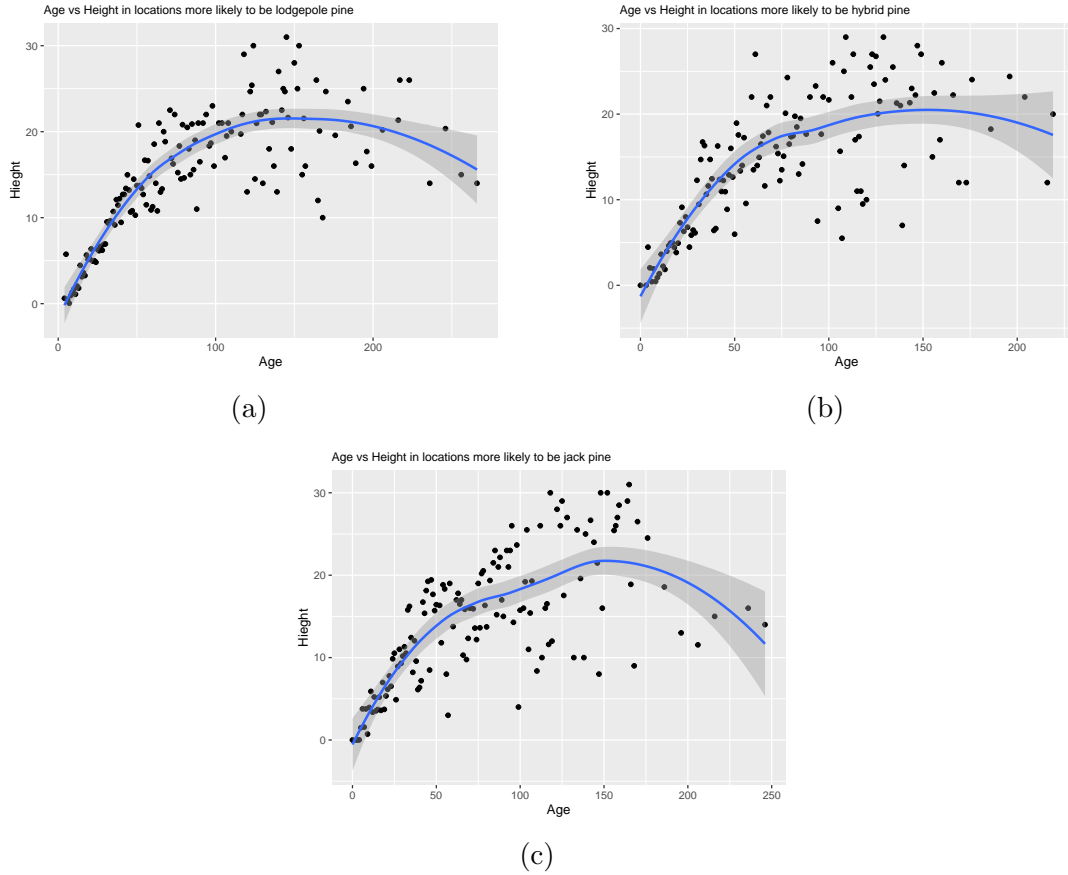 Age vs Height in locations more likely to be lodgepole pine
30
20
10
0
Hieght
0 100 200
Age
(a)
Age vs Height in locations more likely to be hybrid pine
30
20
10
0
Hieght
0 50 100 150 200
Age
(b)
Age vs Height in locations more likely to be jack pine
30
20
10
0
Hieght
0 50 100 150 200 250
Age
(c)